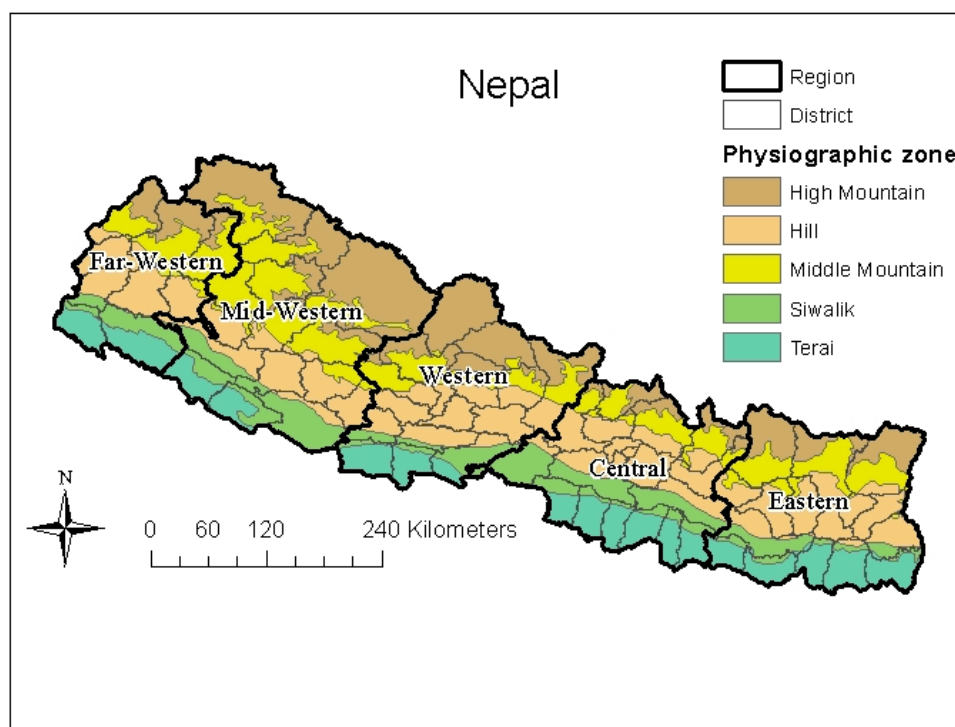 Nepal
Region
District
Physiographic zone
High Mountain
Hill
Middle Mountain
Siwalik
Terai
Far-Western
Mid-Western
Western
Central
Eastern
N
0 60 120 240 Kilometers